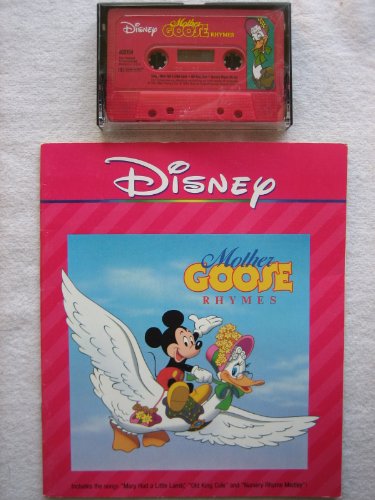 Disney
Mother
GOOSE
RHYMES
Disney
Mother
GOOSE
RHYMES
Includes the songs: "Mary Had a Little Lamb," "Old King Cole" and "Nursery Rhyme Medley"!